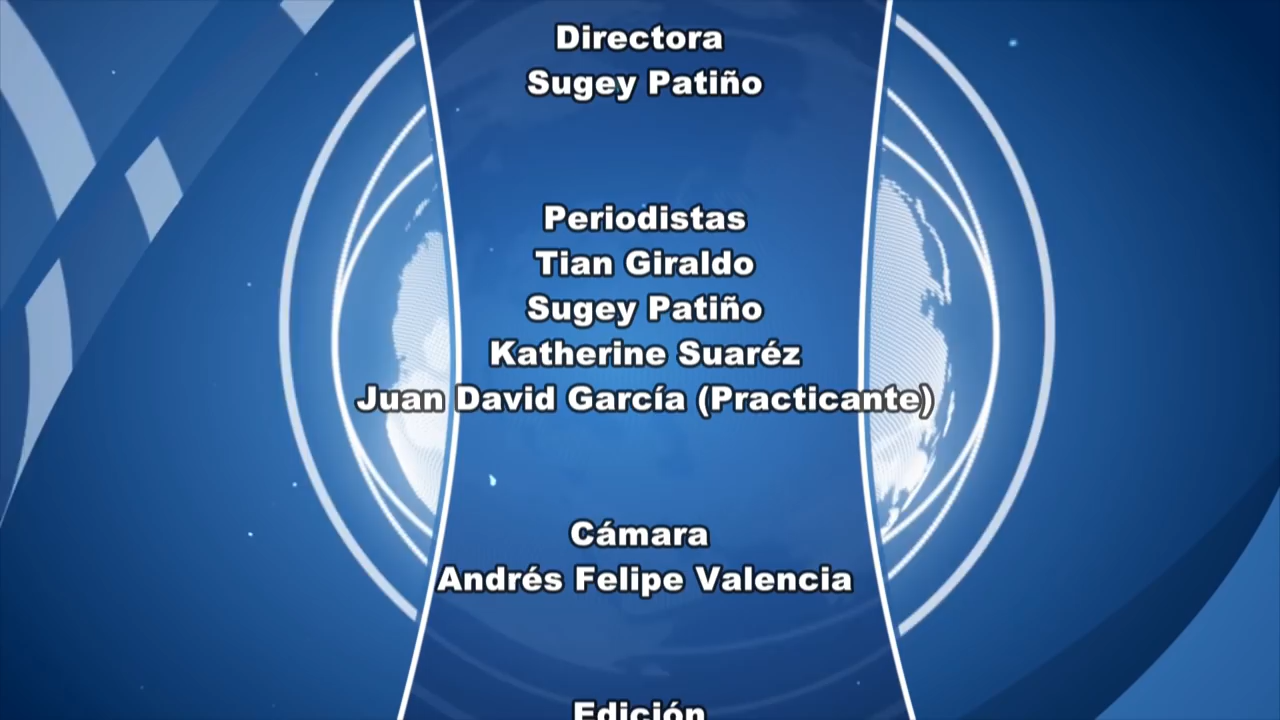 Directora
Sugey Patiño
Periodistas
Tian Giraldo
Sugey Patiño
Katherine Suaréz
Juan David García (Practicante)
Cámara
Andrés Felipe Valencia
Edición